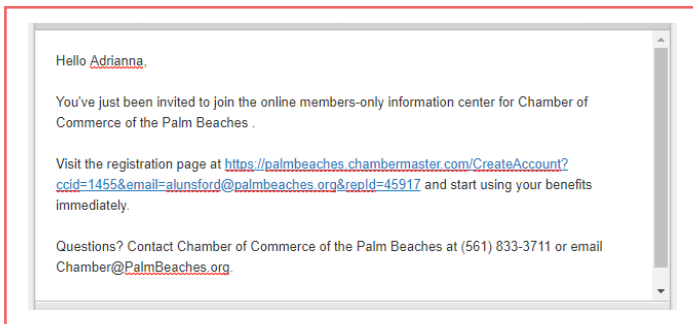 Hello Adrianna,
You've just been invited to join the online members-only information center for Chamber of
Commerce of the Palm Beaches .
Visit the registration page at https://palmbeaches.chambermaster.com/CreateAccount?
ccid=1455&email=alunsford@palmbeaches.org&repId=45917 and start using your benefits
immediately.
Questions? Contact Chamber of Commerce of the Palm Beaches at (561) 833-3711 or email
Chamber@PalmBeaches.org.